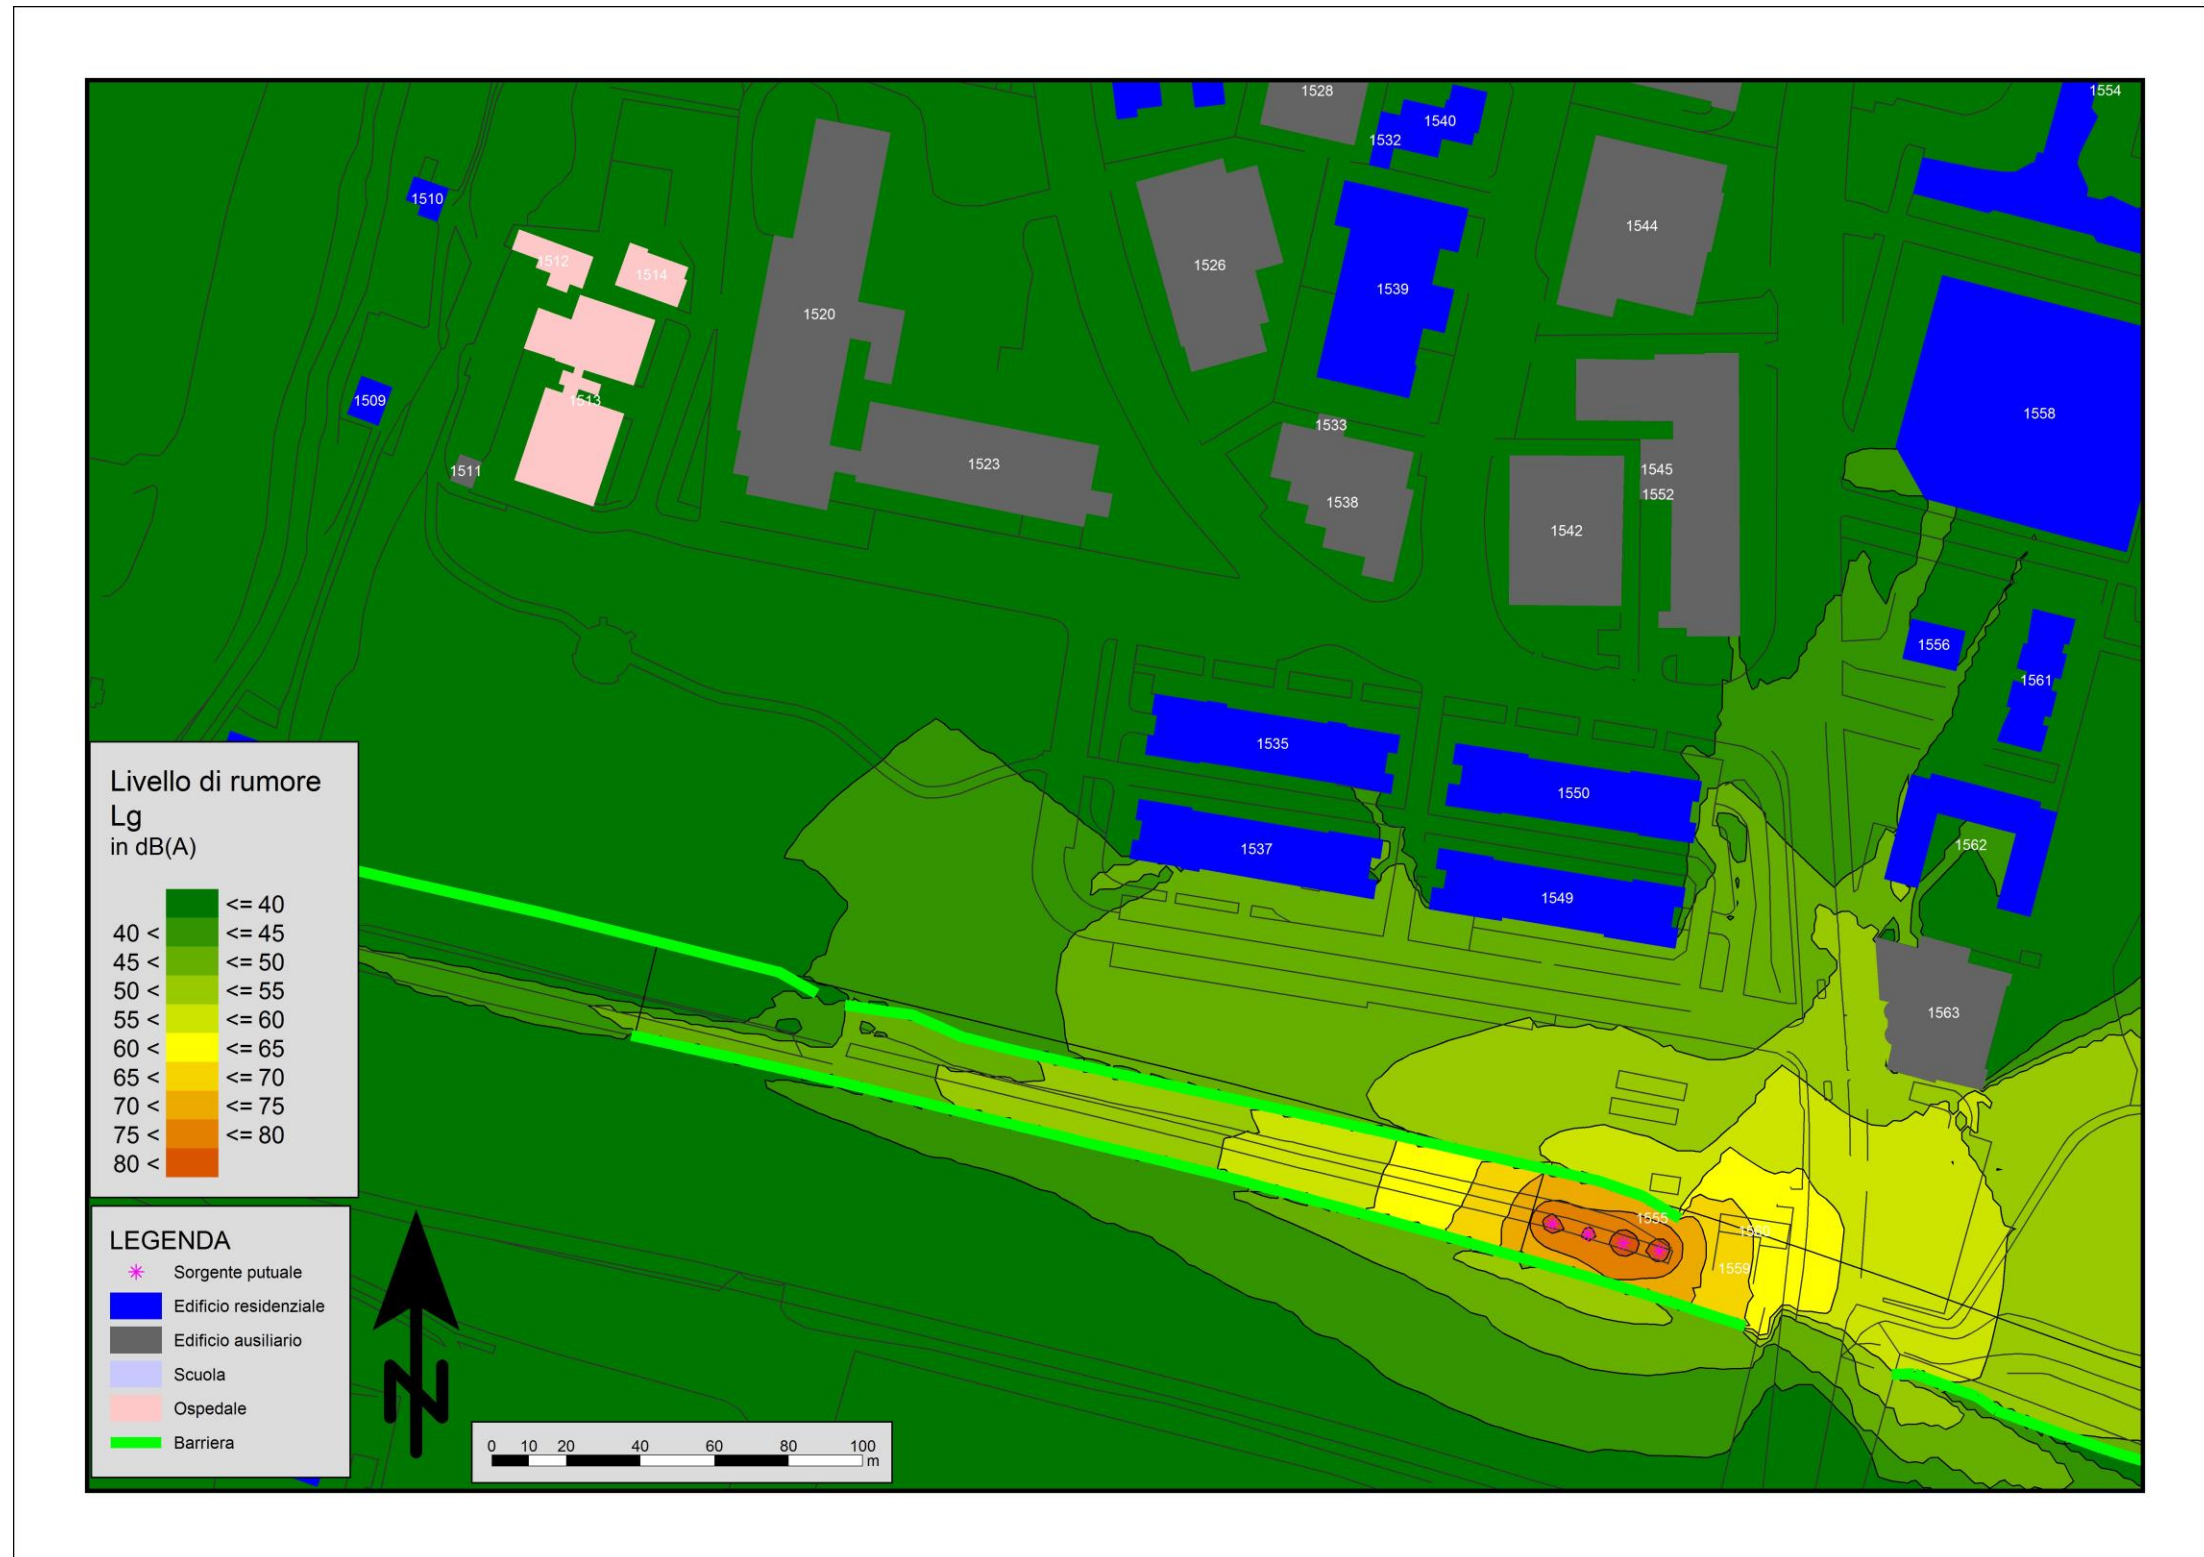 1528
1554
1540
1532
1510
1544
1512
1526
1514
1539
1520
1509
1513
1558
1533
1523
1511
1545
1552
1538
1542
1556
1561
1535
1550
1537
1562
1549
1563
1555
1559
Livello di rumore
Lg
in dB(A)
<= 40
40 < <= 45
45 < <= 50
50 < <= 55
55 < <= 60
60 < <= 65
65 < <= 70
70 < <= 75
75 < <= 80
80 <
LEGENDA
Sorgente putuale
Edificio residenziale
Edificio ausiliario
Scuola
Ospedale
Barriera
N
0 10 20 40 60 80 100
m